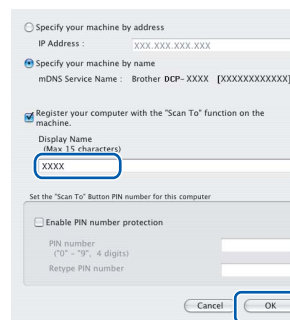 Specify your machine by address
IP Address : XXX.XXX.XXX.XXX
Specify your machine by name
mDNS Service Name : Brother DCP-XXXX [XXXXXXXXXXXX]
Register your computer with the "Scan To" function on the
machine.
Display Name
(Max 15 characters)
XXXX
Set the "Scan To" Button PIN number for this computer
Enable PIN number protection
PIN number
("0" - "9", 4 digits)
Retype PIN number
Cancel OK